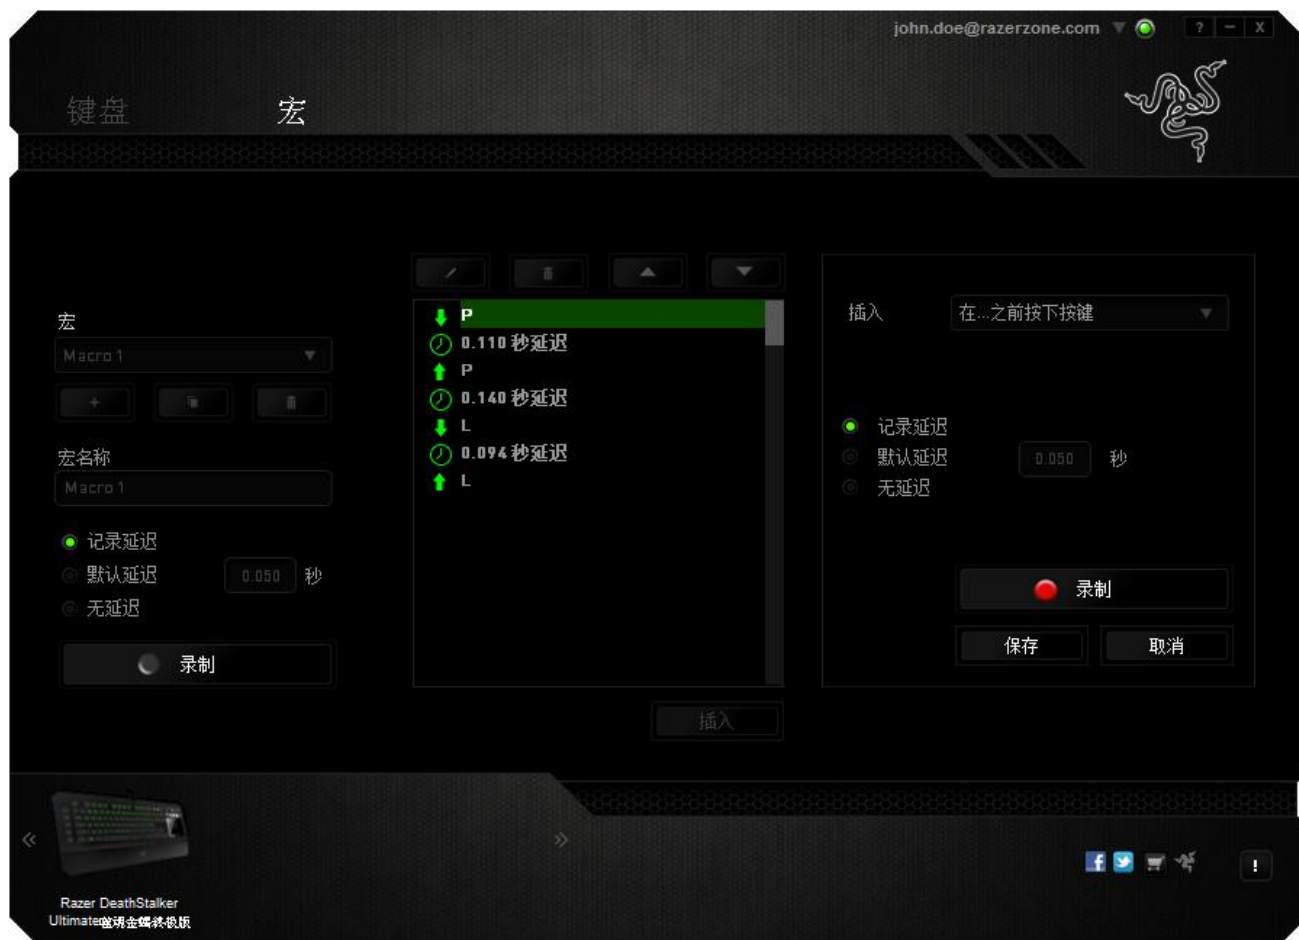 john.doe@razerzone.com
? - X
键盘 宏
宏
Macro 1
宏名称
Macro 1
记录延迟
默认延迟 0.050 秒
无延迟
录制
P
0.110 秒延迟
P
0.140 秒延迟
L
0.094 秒延迟
L
插入
插入 在...之前按下按键
记录延迟
默认延迟 0.050 秒
无延迟
录制
保存 取消
Razer DeathStalker
Ultimate
!